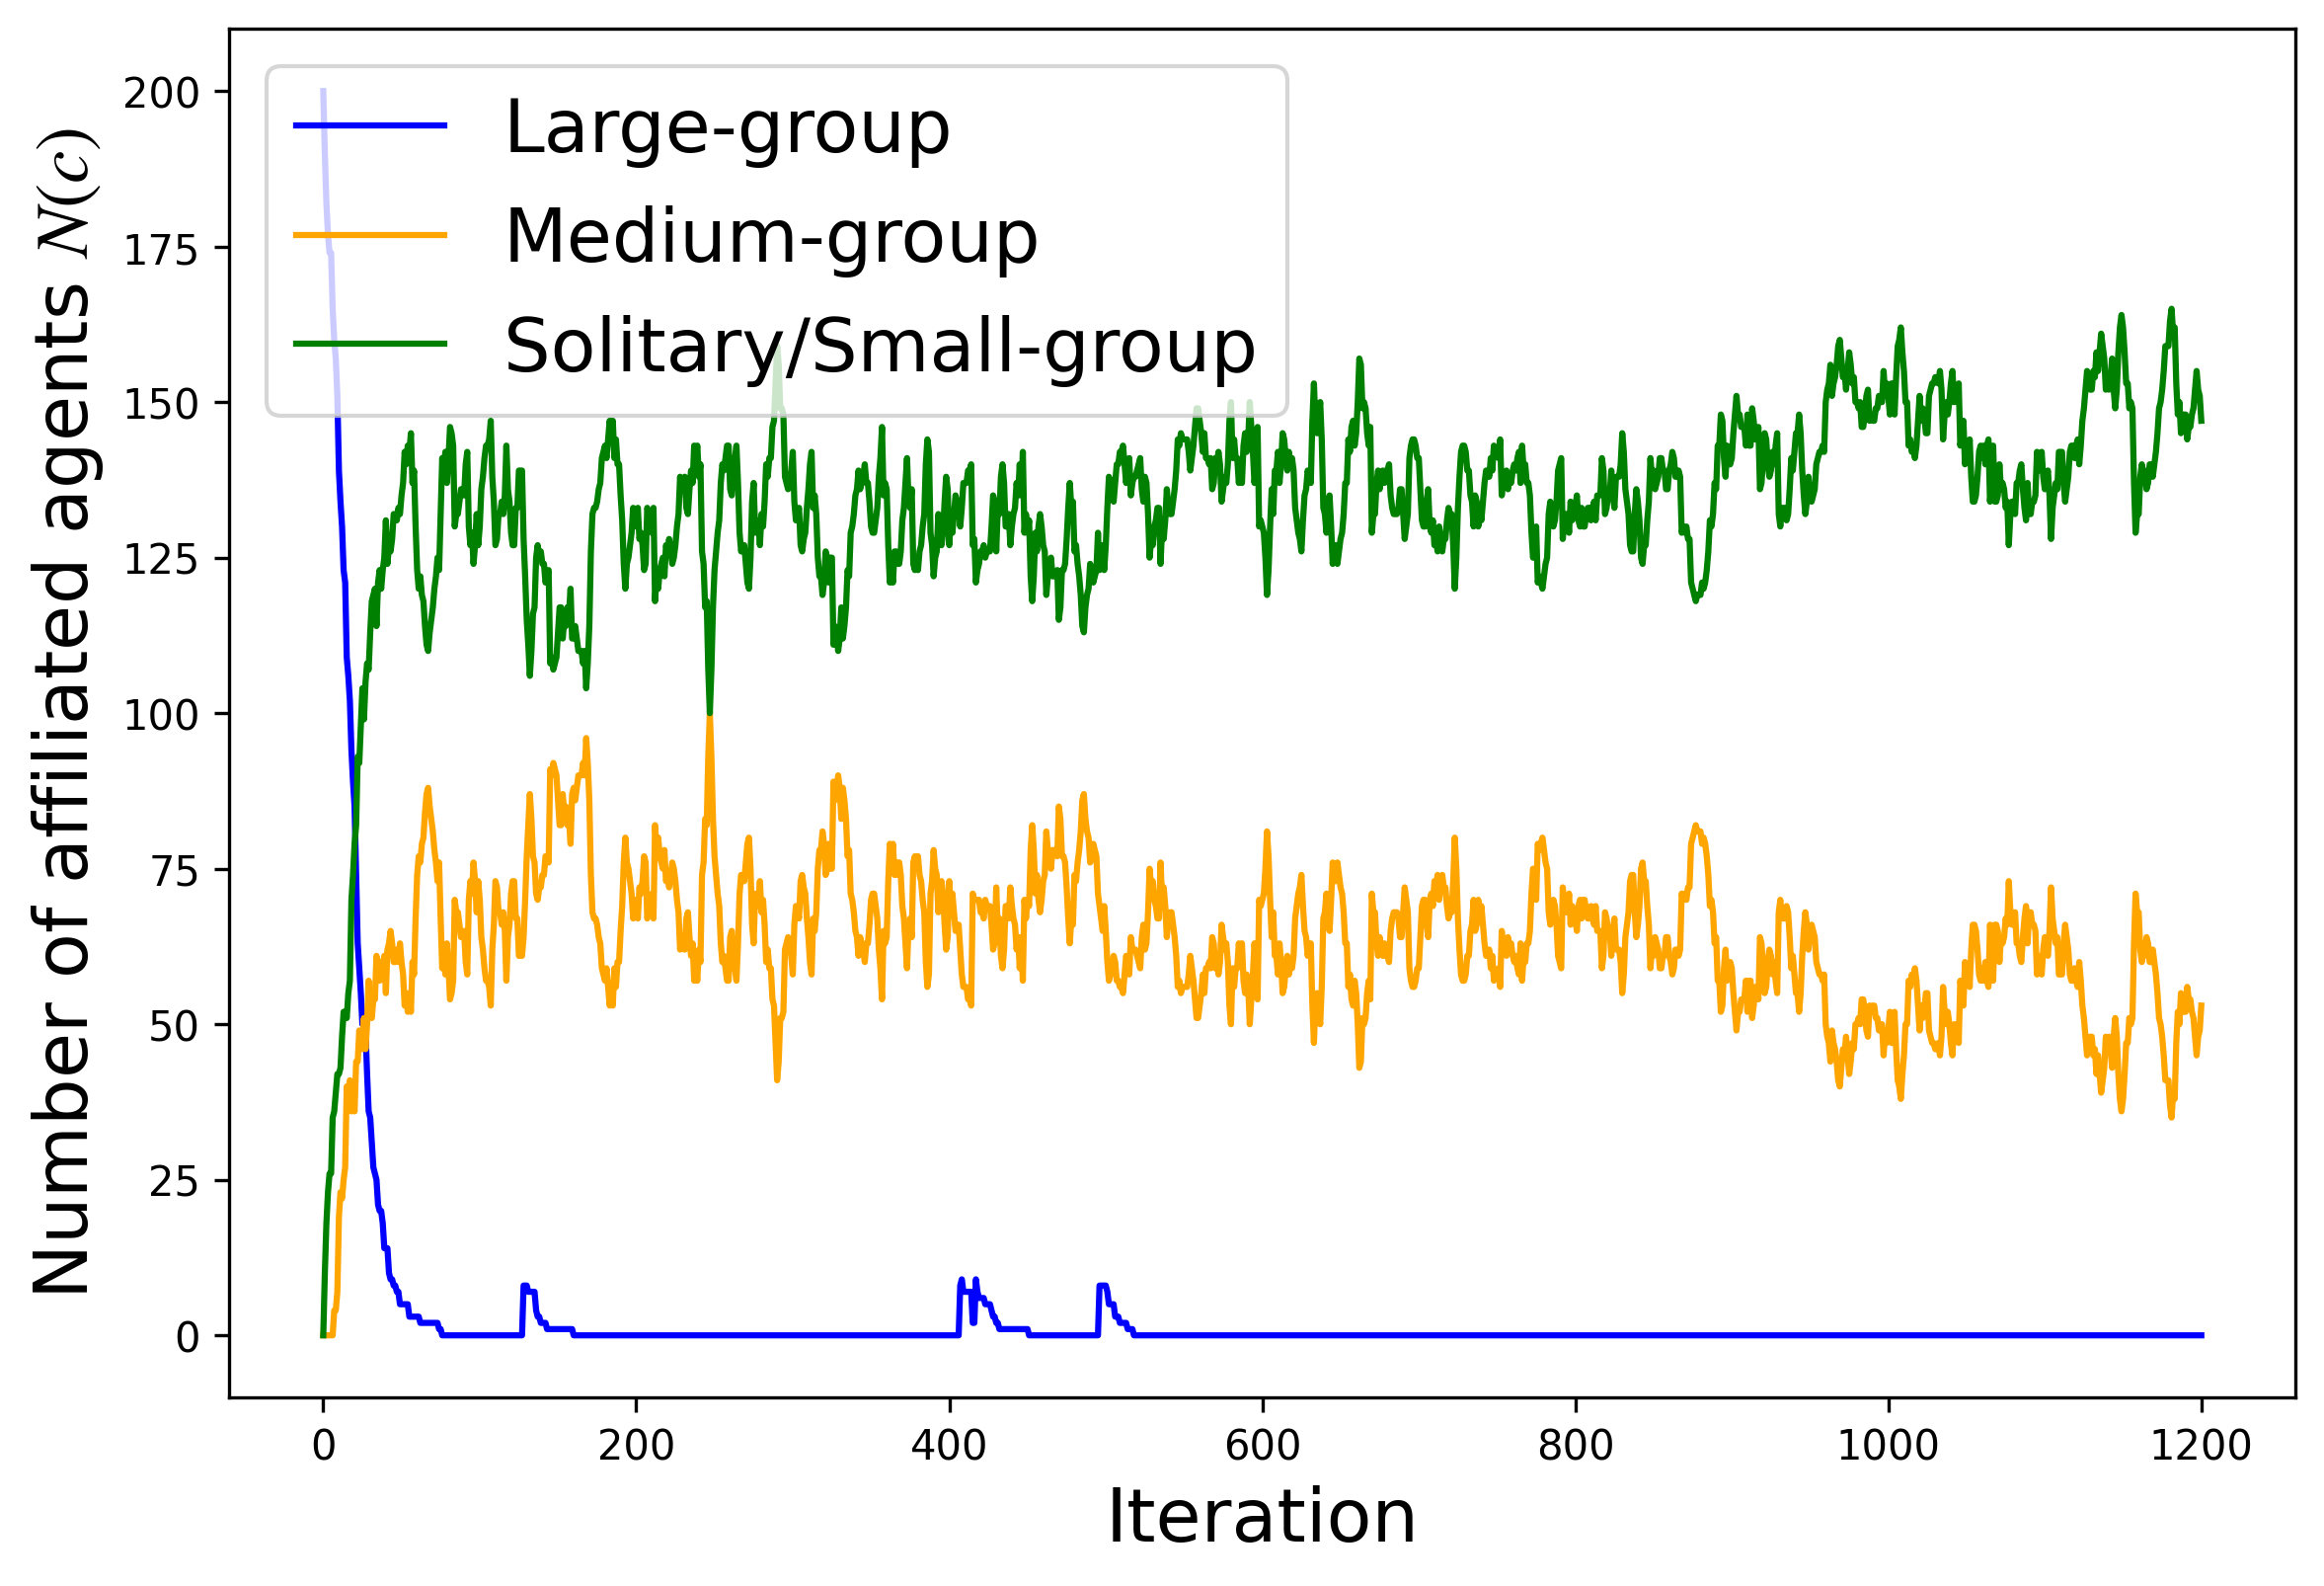 Number of affiliated agents N(c)
200
175
150
125
100
75
50
25
0
Large-group
Medium-group
Solitary/Small-group
0 200 400 600 800 1000 1200
Iteration